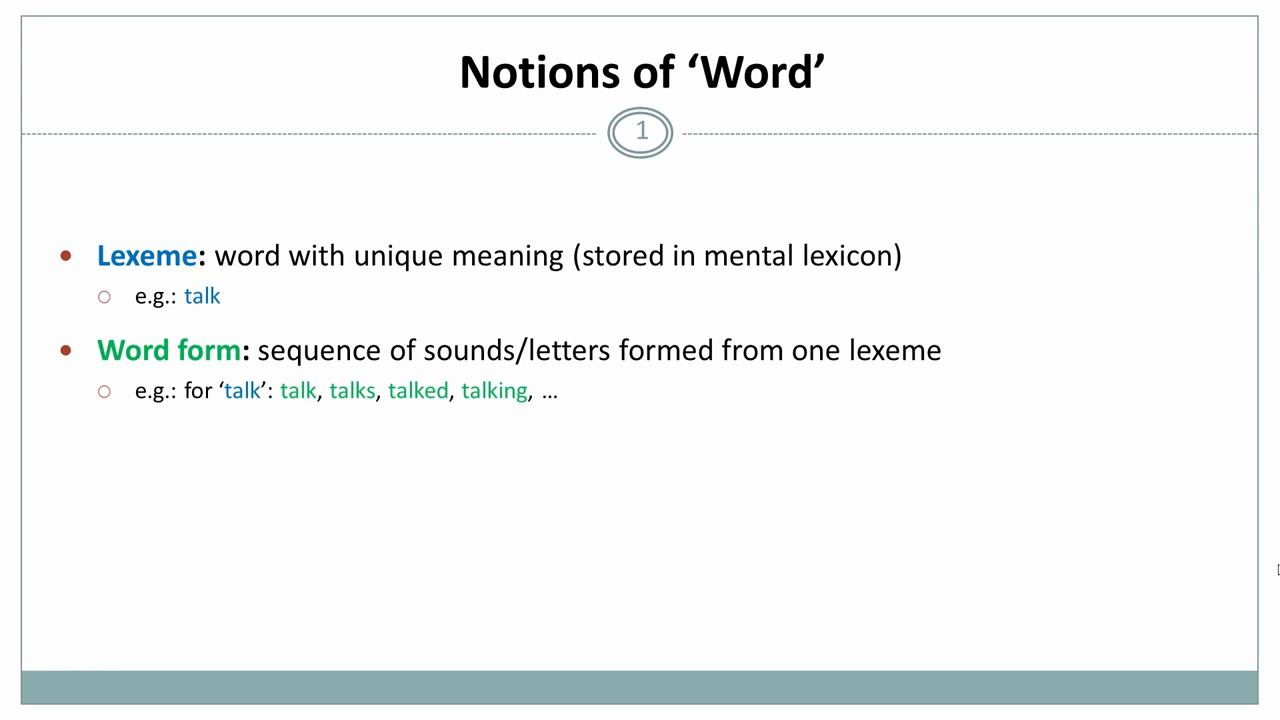 Notions of ‘Word’
1
• Lexeme: word with unique meaning (stored in mental lexicon)
○ e.g.: talk
• Word form: sequence of sounds/letters formed from one lexeme
○ e.g.: for ‘talk’: talk, talks, talked, talking, …